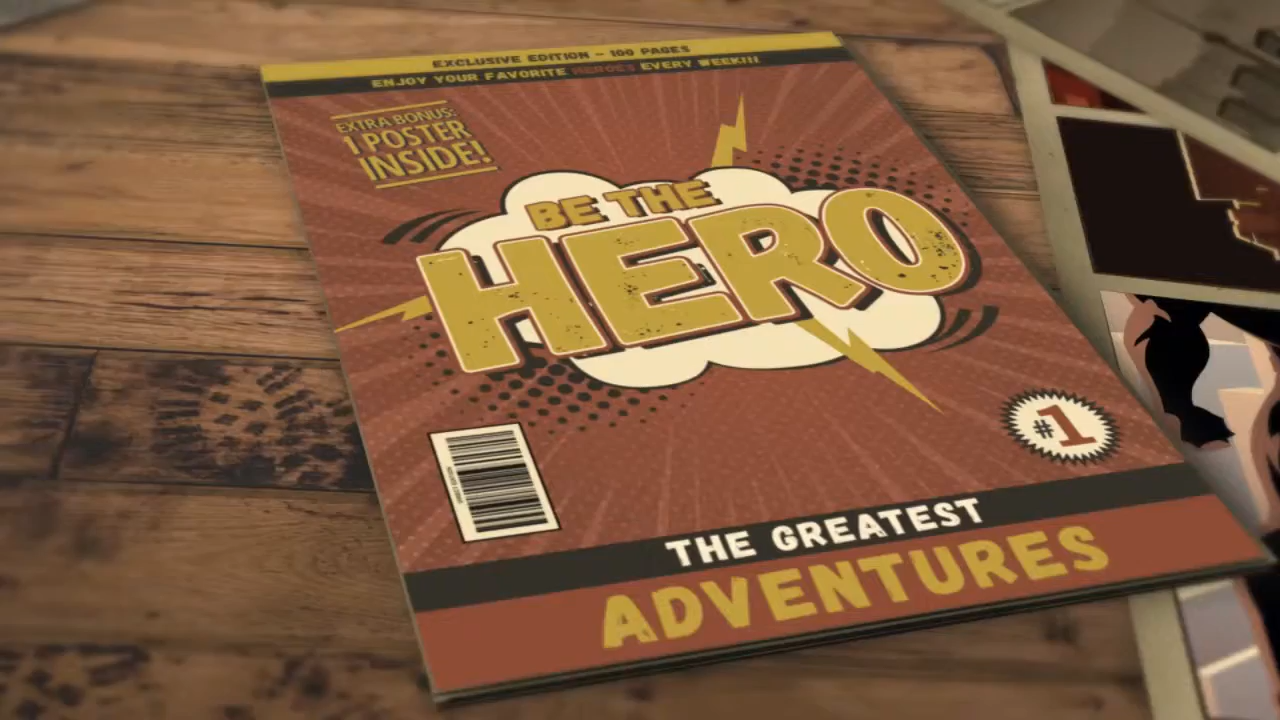 EXCLUSIVE EDITION - 100 PAGES
ENJOY YOUR FAVORITE HEROES EVERY WEEK!!!
EXTRA BONUS:
1 POSTER
INSIDE!
BE THE
HERO
#1
THE GREATEST
ADVENTURES